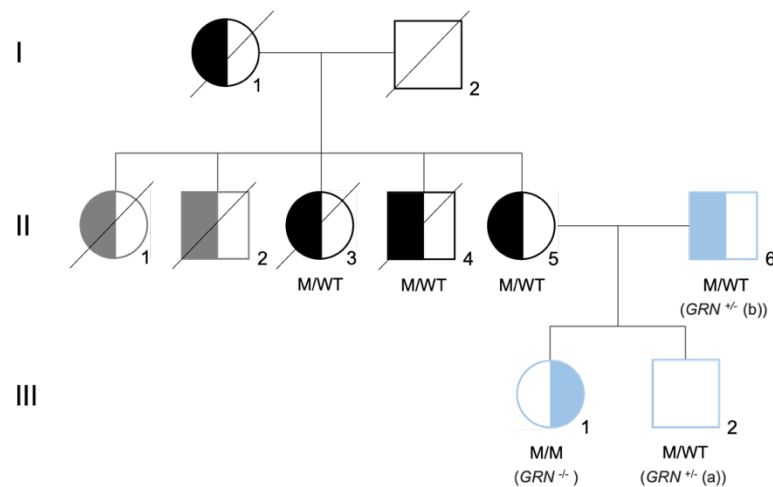 I
1
2
II
1
2
3
4
5
6
M/WT
M/WT
M/WT
M/WT
(GRN +/- (b))
III
1
2
M/M
M/WT
(GRN -/- )
(GRN +/- (a))